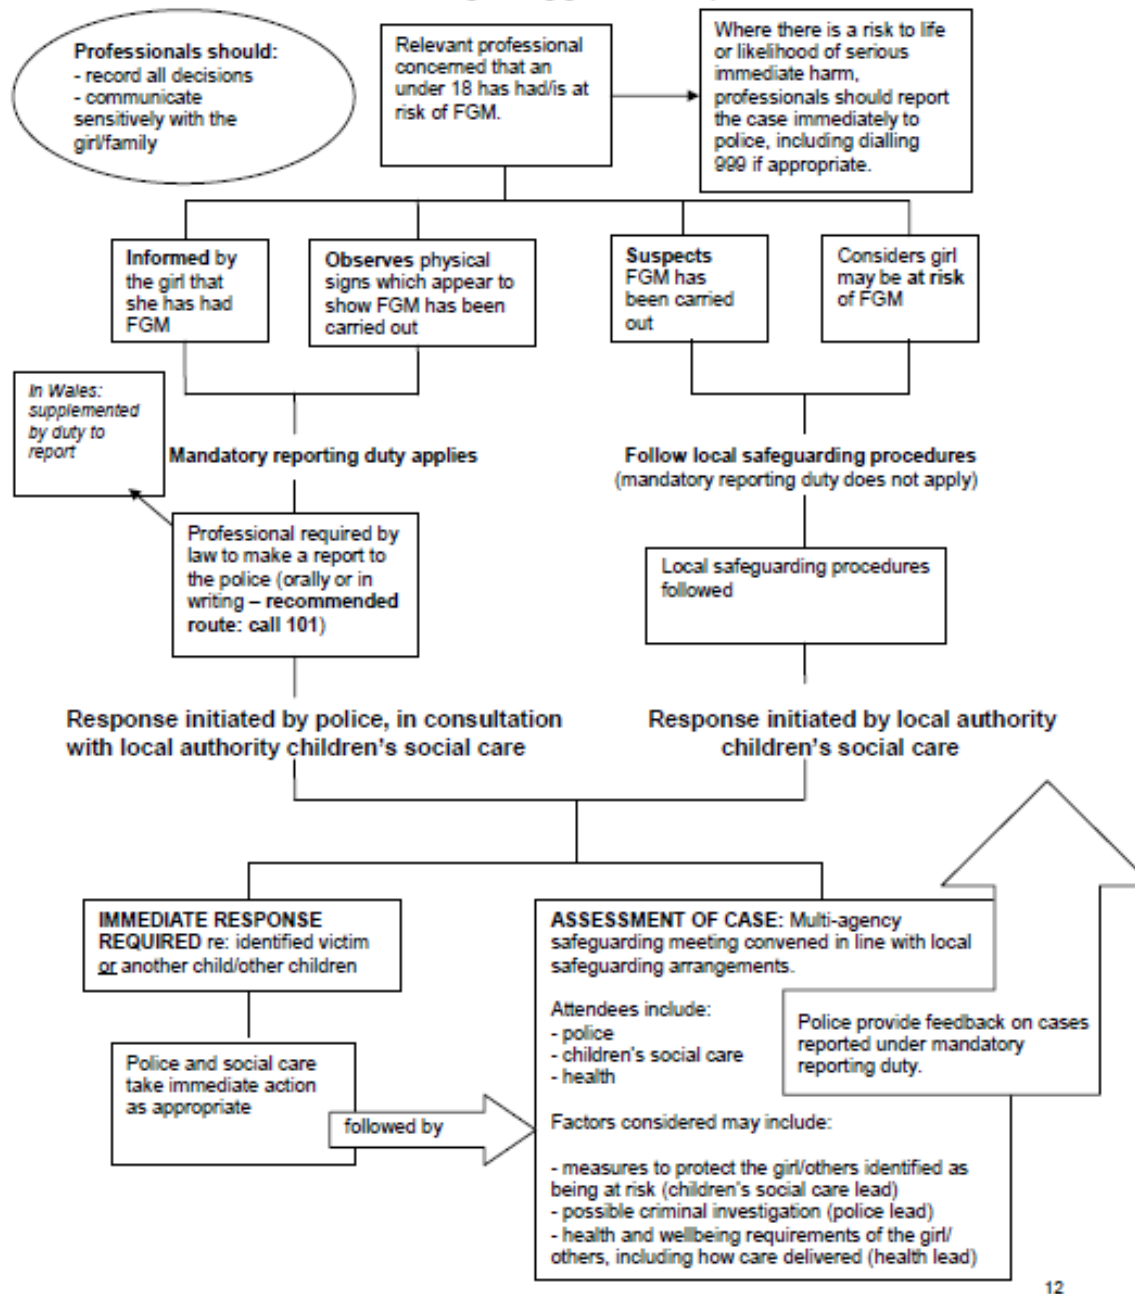 Professionals should:
- record all decisions
- communicate
sensitively with the
girl/family
Relevant professional
concerned that an
under 18 has had/is at
risk of FGM.
Where there is a risk to life
or likelihood of serious
immediate harm,
professionals should report
the case immediately to
police, including dialling
999 if appropriate.
Informed by
the girl that
she has had
FGM
Observes physical
signs which appear to
show FGM has been
carried out
Suspects
FGM has
been carried
out
Considers girl
may be at risk
of FGM
In Wales:
supplemented
by duty to
report
Mandatory reporting duty applies
Follow local safeguarding procedures
(mandatory reporting duty does not apply)
Professional required by
law to make a report to
the police (orally or in
writing – recommended
route: call 101)
Local safeguarding procedures
followed
Response initiated by police, in consultation
with local authority children's social care
Response initiated by local authority
children's social care
IMMEDIATE RESPONSE
REQUIRED re: identified victim
or another child/other children
Police and social care
take immediate action
as appropriate
followed by
ASSESSMENT OF CASE: Multi-agency
safeguarding meeting convened in line with local
safeguarding arrangements.
Attendees include:
- police
- children's social care
- health
Factors considered may include:
- measures to protect the girl/others identified as
being at risk (children's social care lead)
- possible criminal investigation (police lead)
- health and wellbeing requirements of the girl/
others, including how care delivered (health lead)
Police provide feedback on cases
reported under mandatory
reporting duty.
12